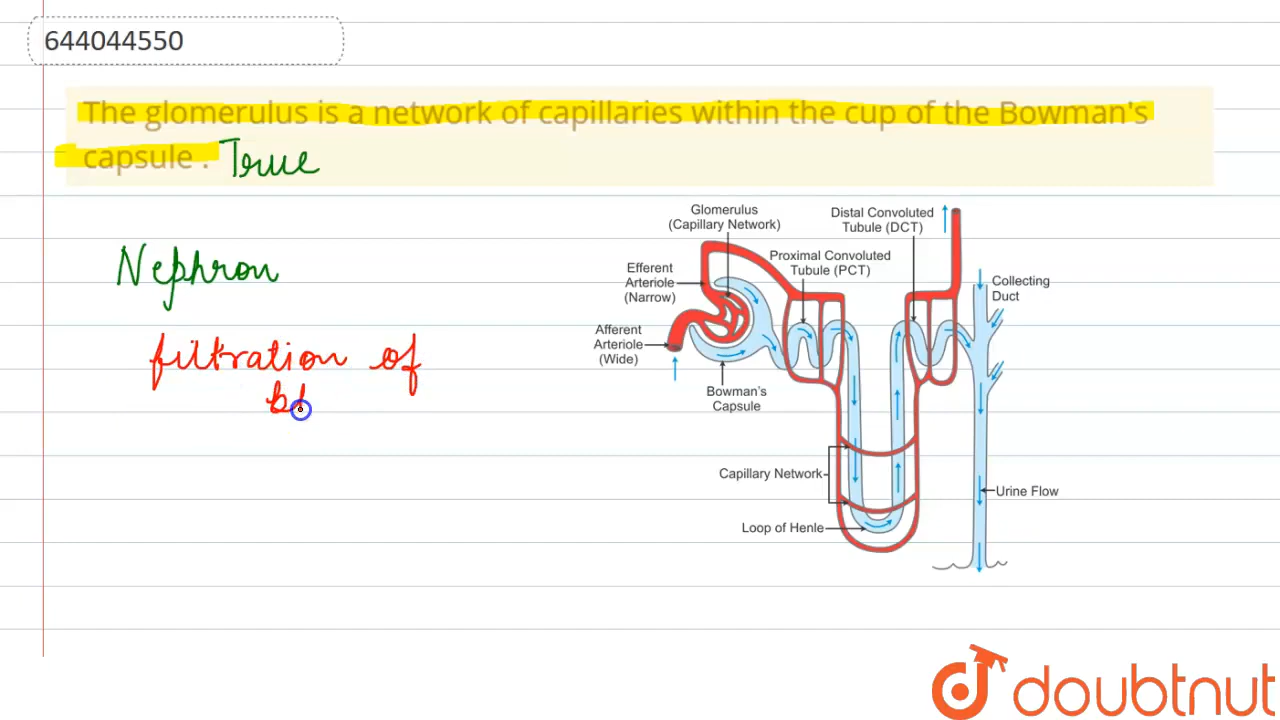 644044550
The glomerulus is a network of capillaries within the cup of the Bowman's
capsule . True
Nephron
filtration of
bl
Glomerulus
(Capillary Network)
Distal Convoluted
Tubule (DCT)
Proximal Convoluted
Tubule (PCT)
Efferent
Arteriole
(Narrow)
Collecting
Duct
Afferent
Arteriole
(Wide)
Bowman's
Capsule
Capillary Network
Urine Flow
Loop of Henle
doubtnut